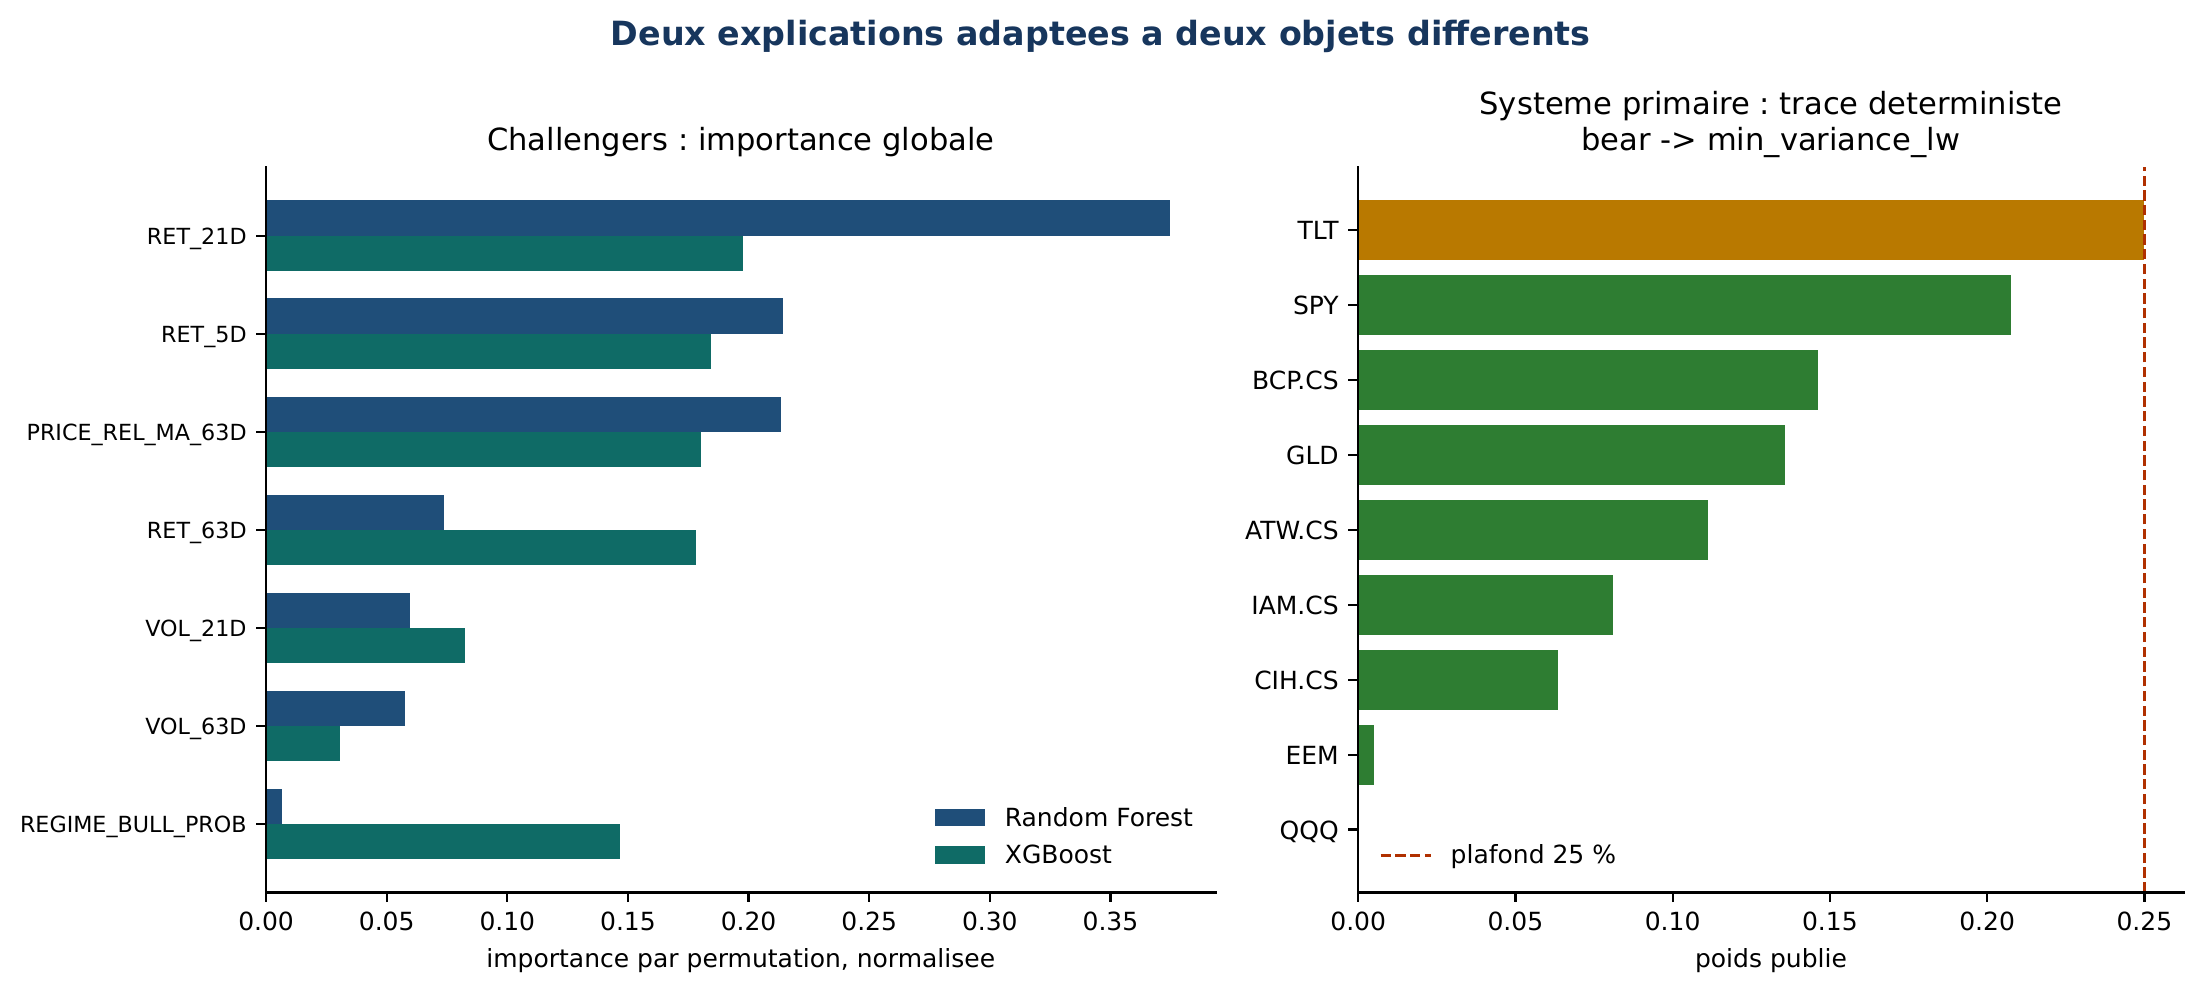 Deux explications adaptees a deux objets differents
Challengers : importance globale
RET_21D
RET_5D
PRICE_REL_MA_63D
RET_63D
VOL_21D
VOL_63D
REGIME_BULL_PROB
Random Forest
XGBoost
0.00 0.05 0.10 0.15 0.20 0.25 0.30 0.35
importance par permutation, normalisee
Systeme primaire : trace deterministe
bear -> min_variance_lw
TLT
SPY
BCP.CS
GLD
ATW.CS
IAM.CS
CIH.CS
EEM
QQQ
plafond 25 %
0.00 0.05 0.10 0.15 0.20 0.25
poids publie